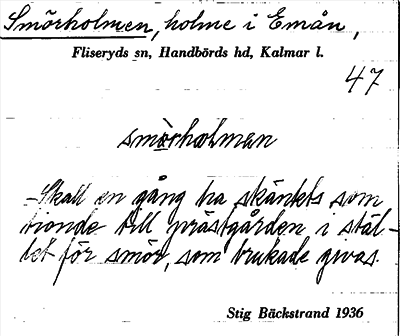 Smörholmen, holme i Emån,
Fliseryds sn, Handbörds hd, Kalmar l.
47
smörholmen
Skall en gång ha skänkts som
tionde till prästgården i stäl-
let för smör, som brukade givas.
Stig Bäckstrand 1936